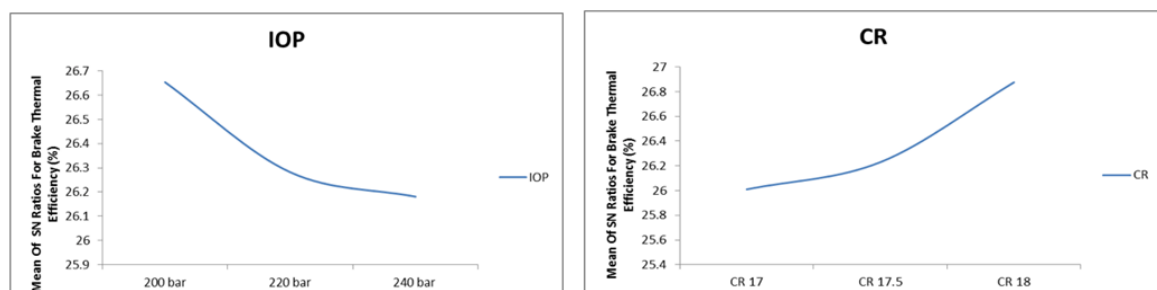 IOP
Mean Of SN Ratios For Brake Thermal
Efficiency (%)
26.7
26.6
26.5
26.4
26.3
26.2
26.1
26
25.9
200 bar
220 bar
240 bar
IOP
CR
Mean Of SN Ratios For Brake Thermal
Efficiency (%)
27
26.8
26.6
26.4
26.2
26
25.8
25.6
25.4
CR 17
CR 17.5
CR 18
CR